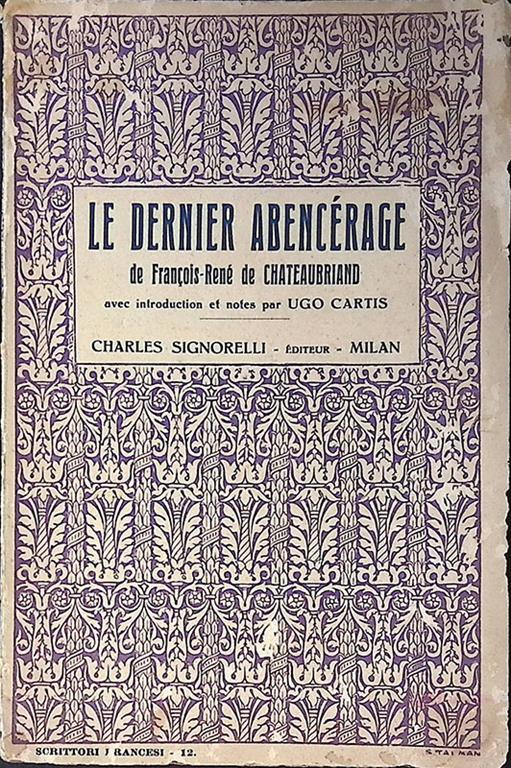 LE DERNIER ABENCÉRAGE
de François-René de CHATEAUBRIAND
avec introduction et notes par UGO CARTIS
CHARLES SIGNORELLI - ÉDITEUR - MILAN
SCRITTORI FRANCESI - 12.